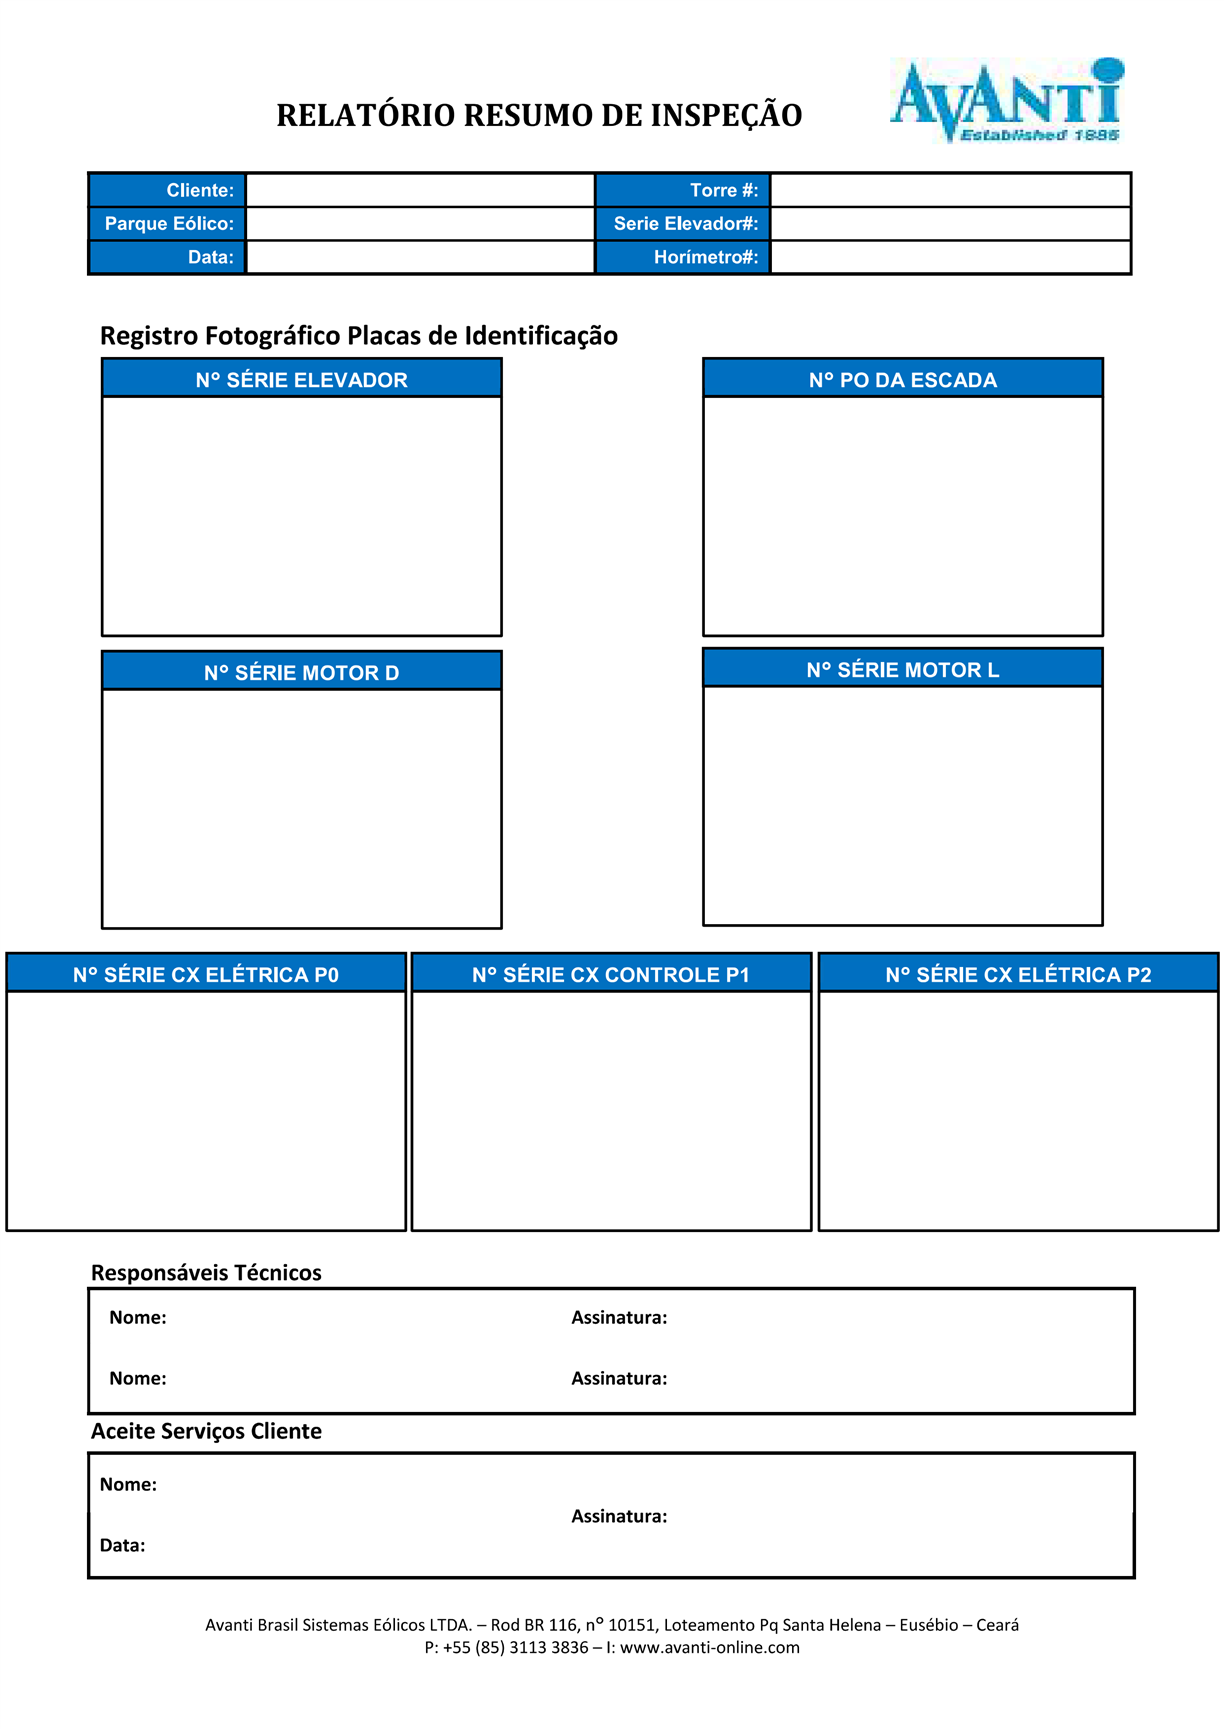 AVANTI
Established 1885
RELATÓRIO RESUMO DE INSPEÇÃO
Cliente: Torre #:
Parque Eólico: Serie Elevador#:
Data: Horímetro#:
Registro Fotográfico Placas de Identificação
N° SÉRIE ELEVADOR N° PO DA ESCADA
N° SÉRIE MOTOR D N° SÉRIE MOTOR L
N° SÉRIE CX ELÉTRICA P0 N° SÉRIE CX CONTROLE P1 N° SÉRIE CX ELÉTRICA P2
Responsáveis Técnicos
Nome: Assinatura:
Nome: Assinatura:
Aceite Serviços Cliente
Nome:
Assinatura:
Data:
Avanti Brasil Sistemas Eólicos LTDA. – Rod BR 116, n° 10151, Loteamento Pq Santa Helena – Eusébio – Ceará
P: +55 (85) 3113 3836 – I: www.avanti-online.com